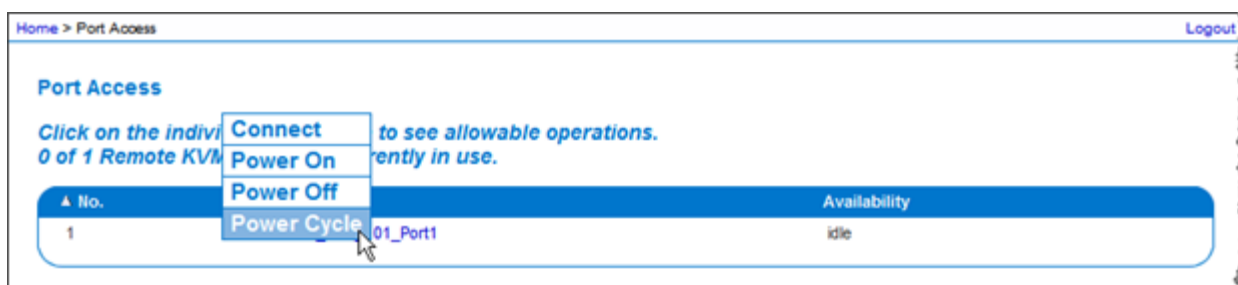 Home > Port Access Logout
Port Access
Click on the indivi to see allowable operations.
0 of 1 Remote KVM rently in use.
Connect
Power On
Power Off
Power Cycle
▲ No. Availability
1 01_Port1 idle